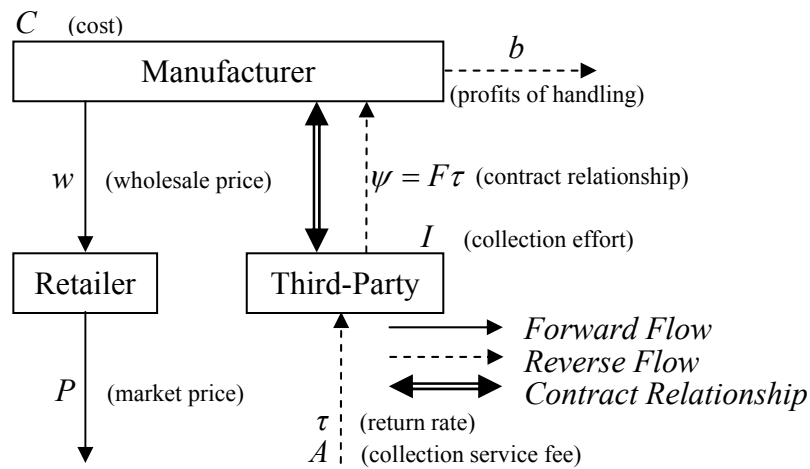 C (cost)
Manufacturer
b
(profits of handling)
w (wholesale price)
ψ = Fτ (contract relationship)
I (collection effort)
Retailer
Third-Party
Forward Flow
Reverse Flow
Contract Relationship
P (market price)
τ (return rate)
A (collection service fee)